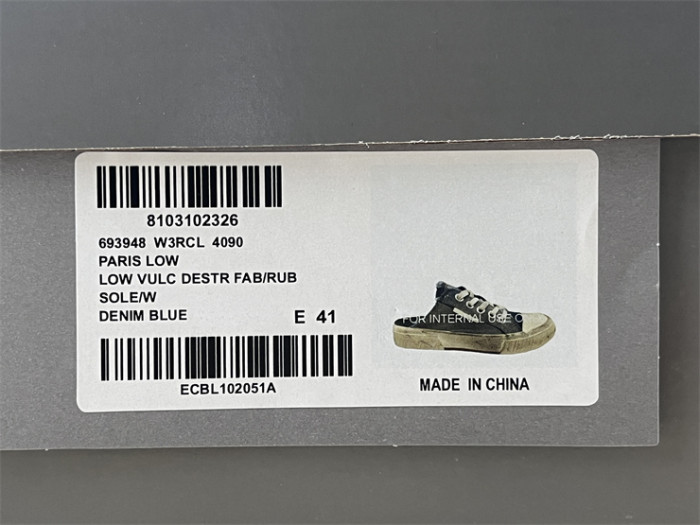 8103102326
693948 W3RCL 4090
PARIS LOW
LOW VULC DESTR FAB/RUB
SOLE/W
DENIM BLUE E 41
ECBL102051A
FOR INTERNAL USE
MADE IN CHINA